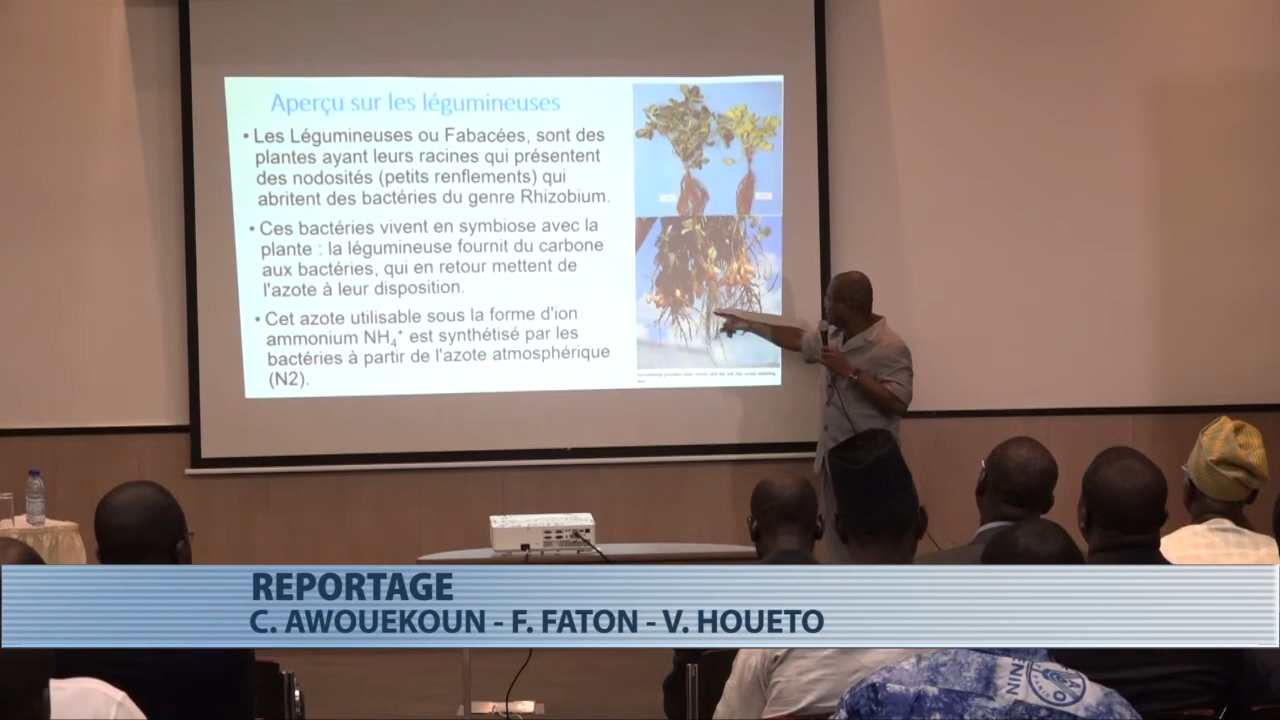 Aperçu sur les légumineuses
• Les Légumineuses ou Fabacées, sont des
plantes ayant leurs racines qui présentent
des nodosités (petits renflements) qui
abritent des bactéries du genre Rhizobium.
• Ces bactéries vivent en symbiose avec la
plante : la légumineuse fournit du carbone
aux bactéries, qui en retour mettent de
l'azote à leur disposition.
• Cet azote utilisable sous la forme d'ion
ammonium NH₄⁺ est synthétisé par les
bactéries à partir de l'azote atmosphérique
(N2).
REPORTAGE
C. AWOUEKOUN - F. FATON - V. HOUETO